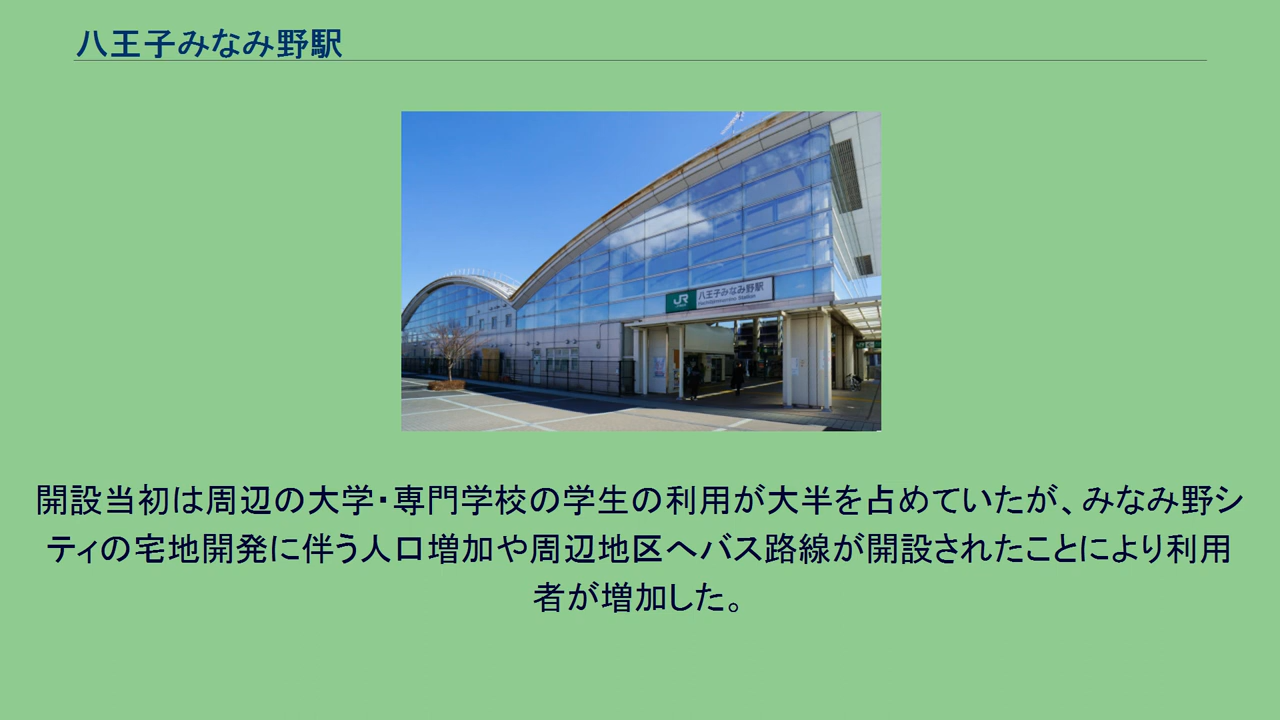 八王子みなみ野駅
JR
八王子みなみ野駅
開設当初は周辺の大学・専門学校の学生の利用が大半を占めていたが、みなみ野シ
ティの宅地開発に伴う人口増加や周辺地区へバス路線が開設されたことにより利用
者が増加した。